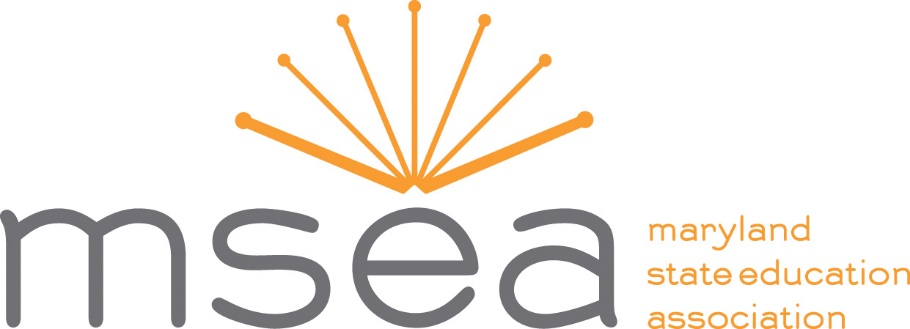 msea
maryland
state education
association